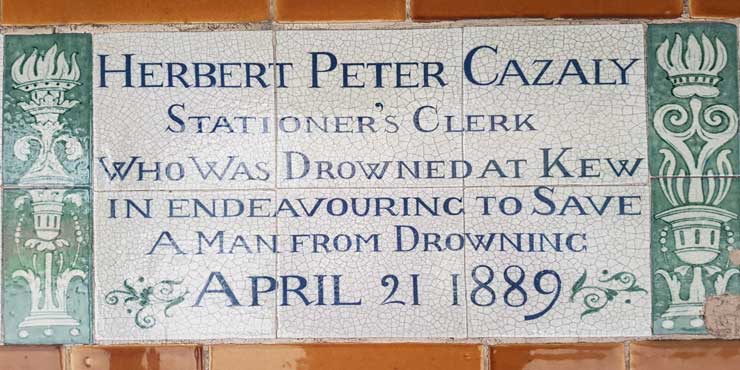 HERBERT PETER CAZALY
STATIONER'S CLERK
WHO WAS DROWNED AT KEW
IN ENDEAVOURING TO SAVE
A MAN FROM DROWNING
APRIL 21 1889